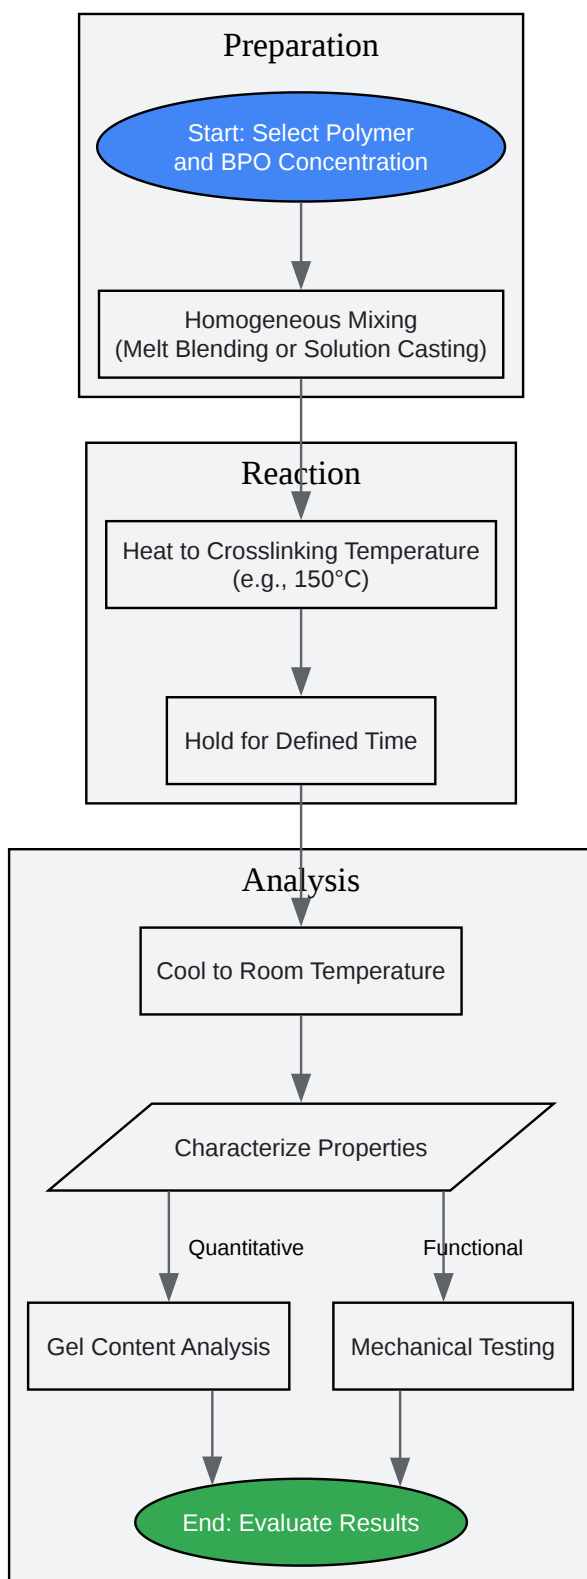 Preparation
Start: Select Polymer
and BPO Concentration
Homogeneous Mixing
(Melt Blending or Solution Casting)
Reaction
Heat to Crosslinking Temperature
(e.g., 150°C)
Hold for Defined Time
Analysis
Cool to Room Temperature
Characterize Properties
Quantitative
Functional
Gel Content Analysis
Mechanical Testing
End: Evaluate Results